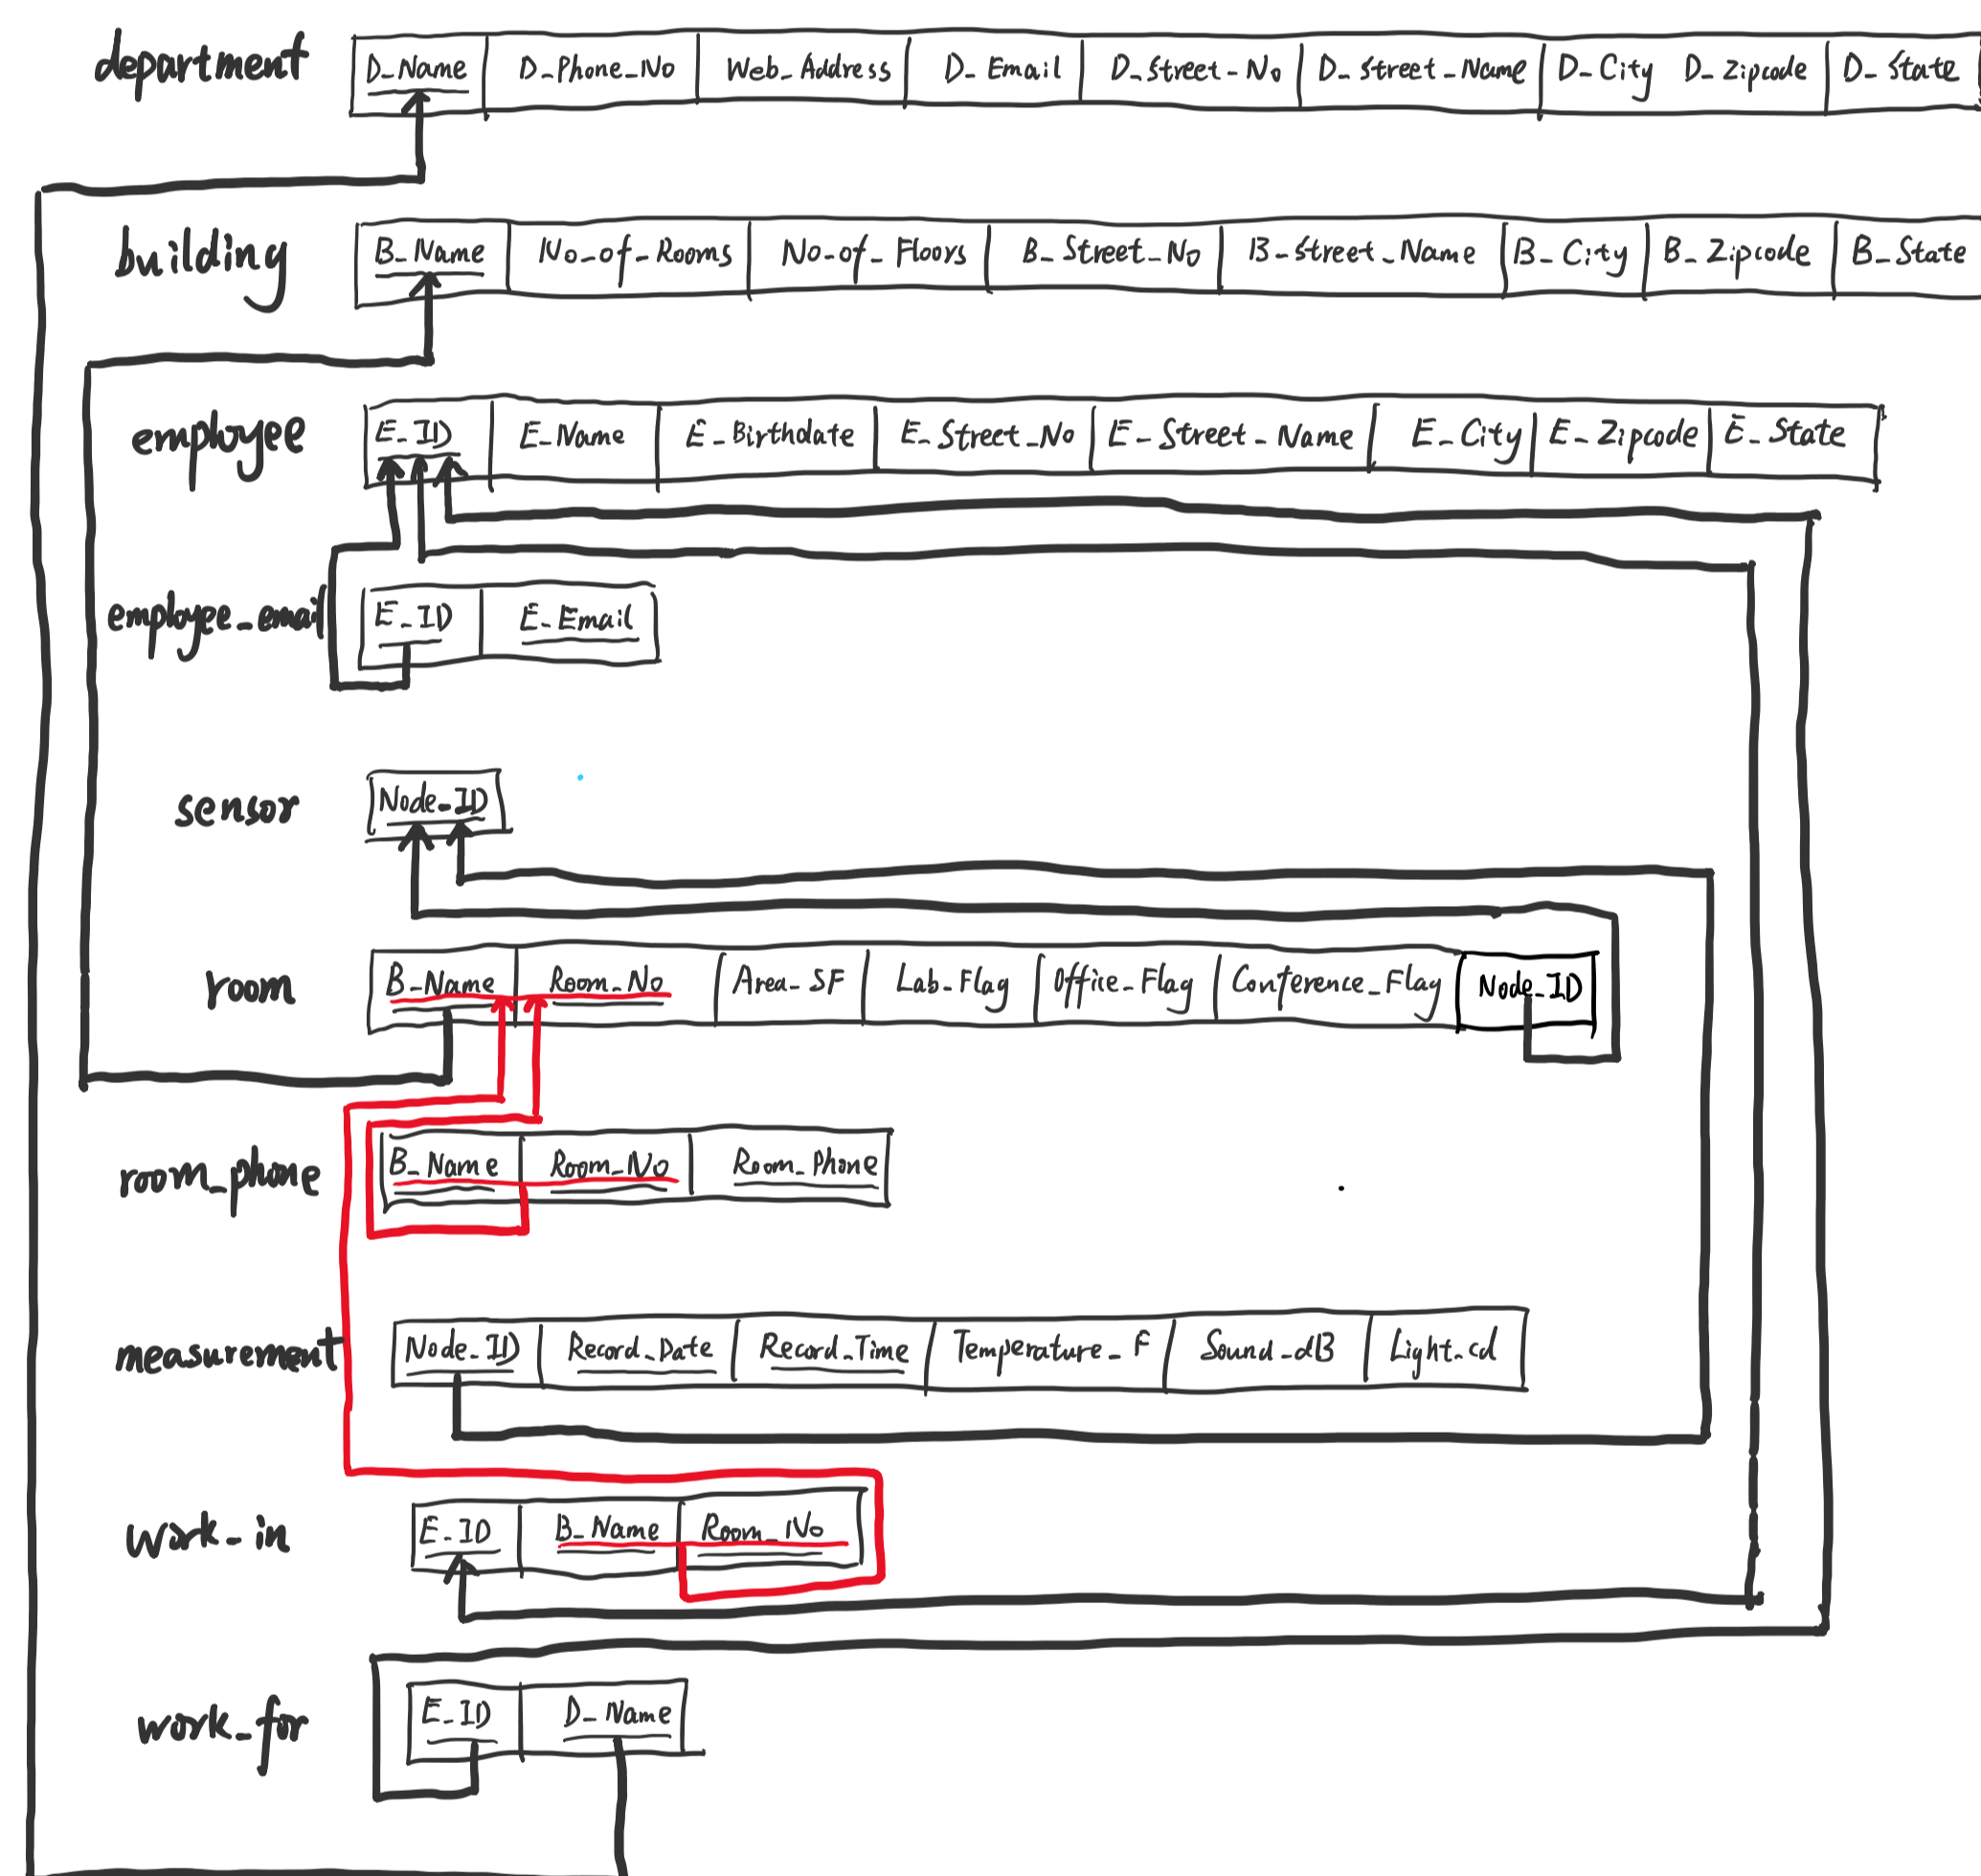 department D_Name D_Phone_No Web_Address D_Email D_Street_No D_Street_Name D_City D_Zipcode D_State
building B_Name No_of_Rooms No_of_Floors B_Street_No B_Street_Name B_City B_Zipcode B_State
employee E_ID E_Name E_Birthdate E_Street_No E_Street_Name E_City E_Zipcode E_State
employee_email E_ID E_Email
sensor Node_ID
room B_Name Room_No Area_SF Lab_Flag Office_Flag Conference_Flag Node_ID
room_phone B_Name Room_No Room_Phone
measurement Node_ID Record_Date Record_Time Temperature_F Sound_dB Light_cd
work_in E_ID B_Name Room_No
work_for E_ID D_Name